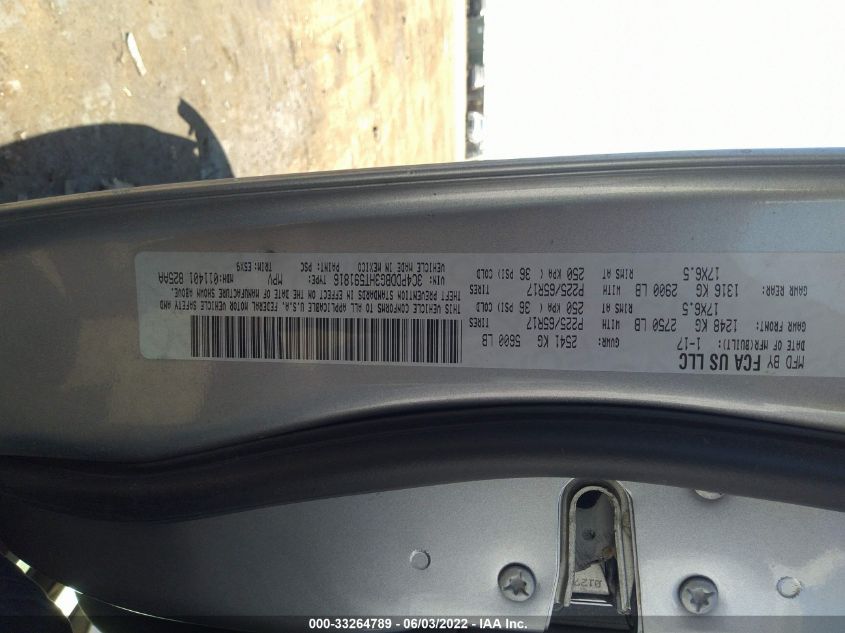 MFD BY FCA US LLC
DATE OF MFR(BUILT): 1-17 GVWR: 2541 KG 5600 LB
GAWR FRONT: 1248 KG 2750 LB WITH P225/65R17 TIRES
17X6.5 RIMS AT 250 KPA ( 36 PSI) COLD
GAWR REAR: 1316 KG 2900 LB WITH P225/65R17 TIRES
17X6.5 RIMS AT 250 KPA ( 36 PSI) COLD
THIS VEHICLE CONFORMS TO ALL APPLICABLE U.S.A. FEDERAL MOTOR VEHICLE SAFETY AND
THEFT PREVENTION STANDARDS IN EFFECT ON THE DATE OF MANUFACTURE SHOWN ABOVE.
VIN: 3C4PDDBG3HT591816 TYPE: MPV MDH:011401 825AA
VEHICLE MADE IN MEXICO PAINT: PSC TRIM: E5X9
0127
000-33264789 - 06/03/2022 - IAA Inc.